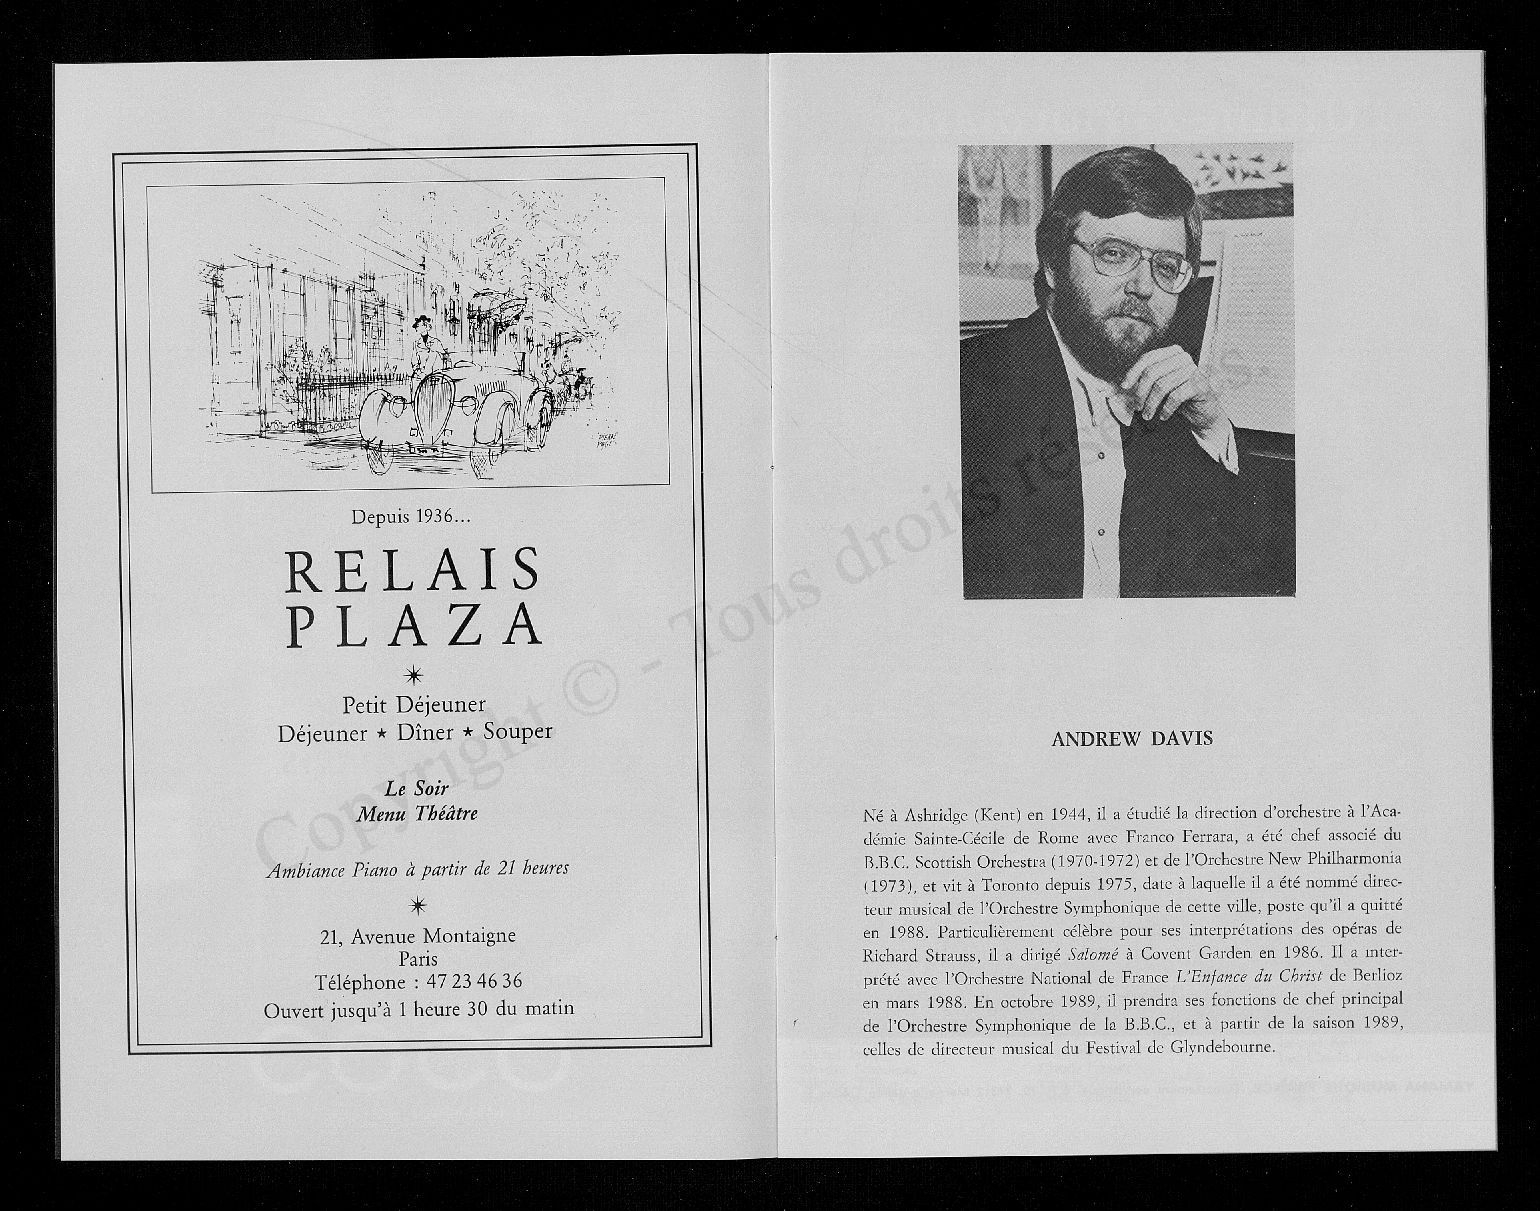 Depuis 1936...
RELAIS
PLAZA
Petit Déjeuner
Déjeuner ★ Dîner ★ Souper
Le Soir
Menu Théâtre
Ambiance Piano à partir de 21 heures
21, Avenue Montaigne
Paris
Téléphone : 47 23 46 36
Ouvert jusqu'à 1 heure 30 du matin
Copyright © - Tous droits ré
ANDREW DAVIS
Né à Ashridge (Kent) en 1944, il a étudié la direction d'orchestre à l'Aca-
démie Sainte-Cécile de Rome avec Franco Ferrara, a été chef associé du
B.B.C. Scottish Orchestra (1970-1972) et de l'Orchestre New Philharmonia
(1973), et vit à Toronto depuis 1975, date à laquelle il a été nommé direc-
teur musical de l'Orchestre Symphonique de cette ville, poste qu'il a quitté
en 1988. Particulièrement célèbre pour ses interprétations des opéras de
Richard Strauss, il a dirigé Salomé à Covent Garden en 1986. Il a inter-
prété avec l'Orchestre National de France L'Enfance du Christ de Berlioz
en mars 1988. En octobre 1989, il prendra ses fonctions de chef principal
de l'Orchestre Symphonique de la B.B.C., et à partir de la saison 1989,
celles de directeur musical du Festival de Glyndebourne.